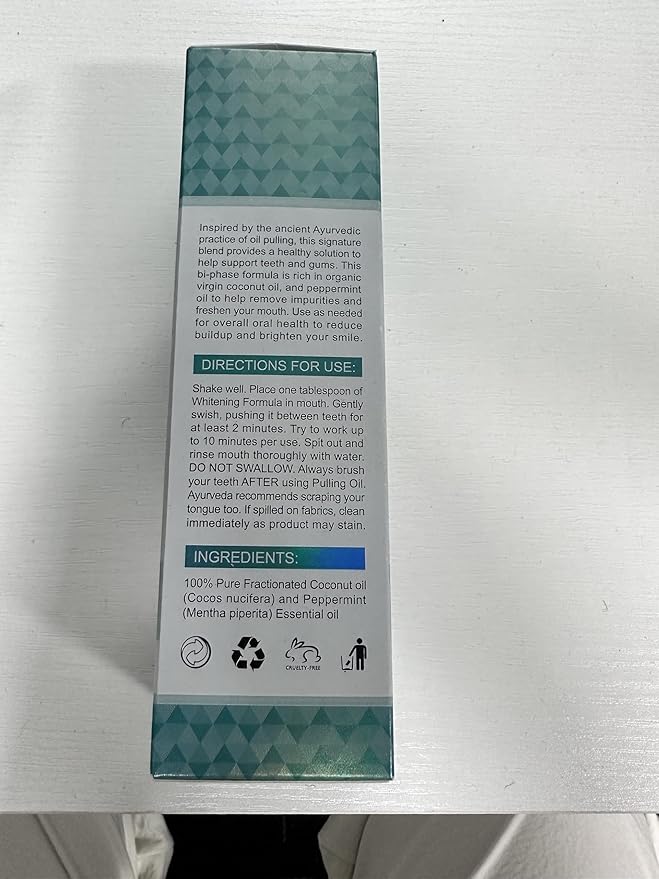 Inspired by the ancient Ayurvedic
practice of oil pulling, this signature
blend provides a healthy solution to
help support teeth and gums. This
bi-phase formula is rich in organic
virgin coconut oil, and peppermint
oil to help remove impurities and
freshen your mouth. Use as needed
for overall oral health to reduce
buildup and brighten your smile.
DIRECTIONS FOR USE:
Shake well. Place one tablespoon of
Whitening Formula in mouth. Gently
swish, pushing it between teeth for
at least 2 minutes. Try to work up
to 10 minutes per use. Spit out and
rinse mouth thoroughly with water.
DO NOT SWALLOW. Always brush
your teeth AFTER using Pulling Oil.
Ayurveda recommends scraping your
tongue too. If spilled on fabrics, clean
immediately as product may stain.
INGREDIENTS:
100% Pure Fractionated Coconut oil
(Cocos nucifera) and Peppermint
(Mentha piperita) Essential oil
CRUELTY-FREE